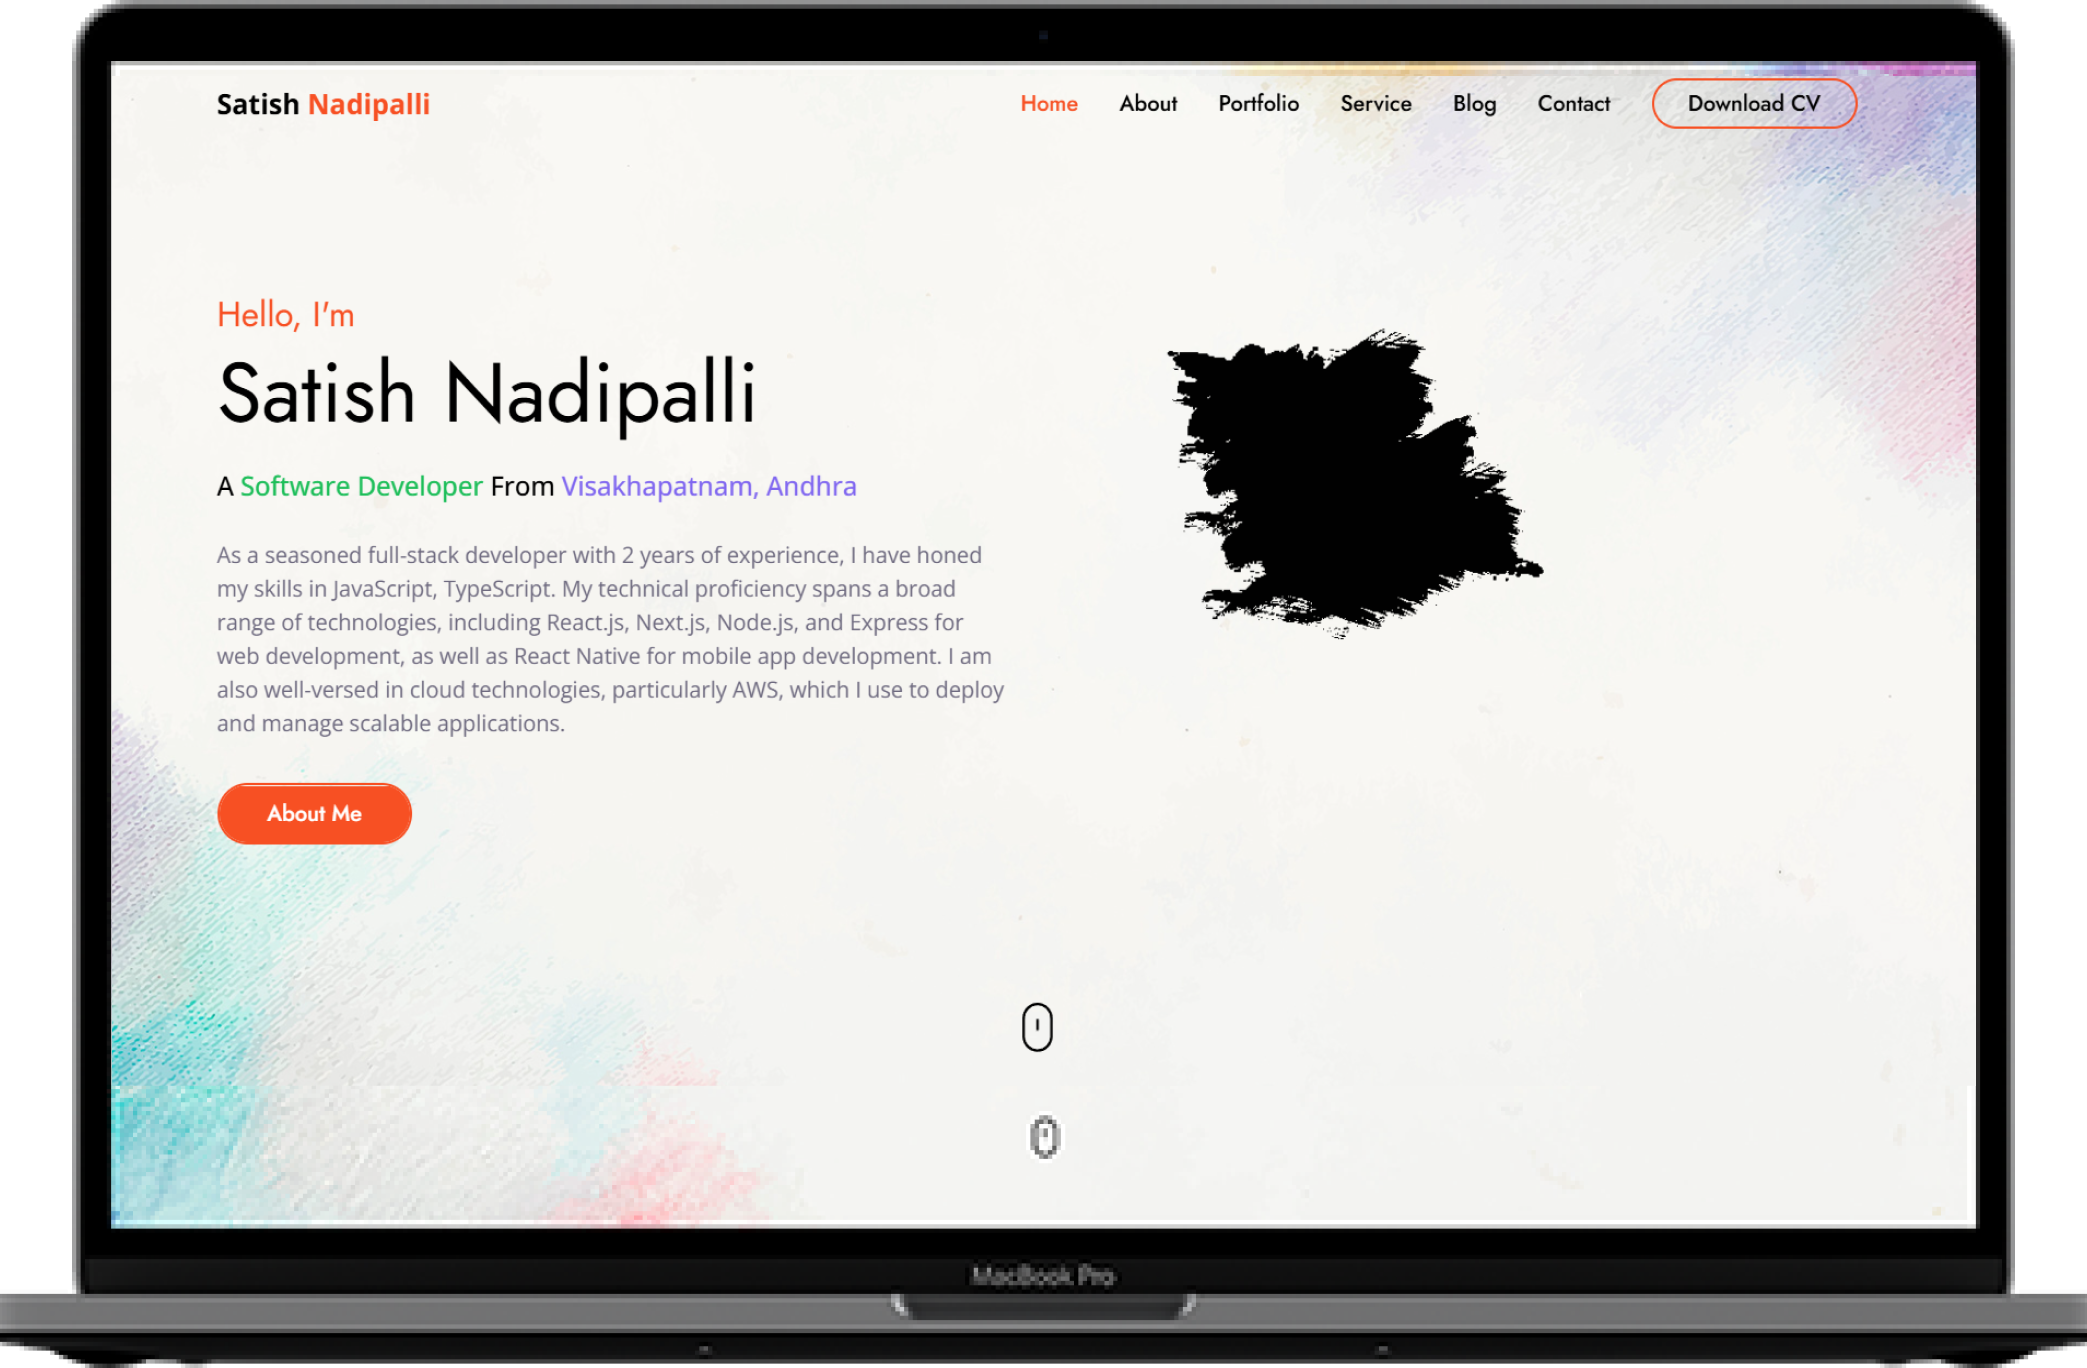 Satish Nadipalli
Home About Portfolio Service Blog Contact Download CV
Hello, I'm
Satish Nadipalli
A Software Developer From Visakhapatnam, Andhra
As a seasoned full-stack developer with 2 years of experience, I have honed
my skills in JavaScript, TypeScript. My technical proficiency spans a broad
range of technologies, including React.js, Next.js, Node.js, and Express for
web development, as well as React Native for mobile app development. I am
also well-versed in cloud technologies, particularly AWS, which I use to deploy
and manage scalable applications.
About Me
MacBook Pro